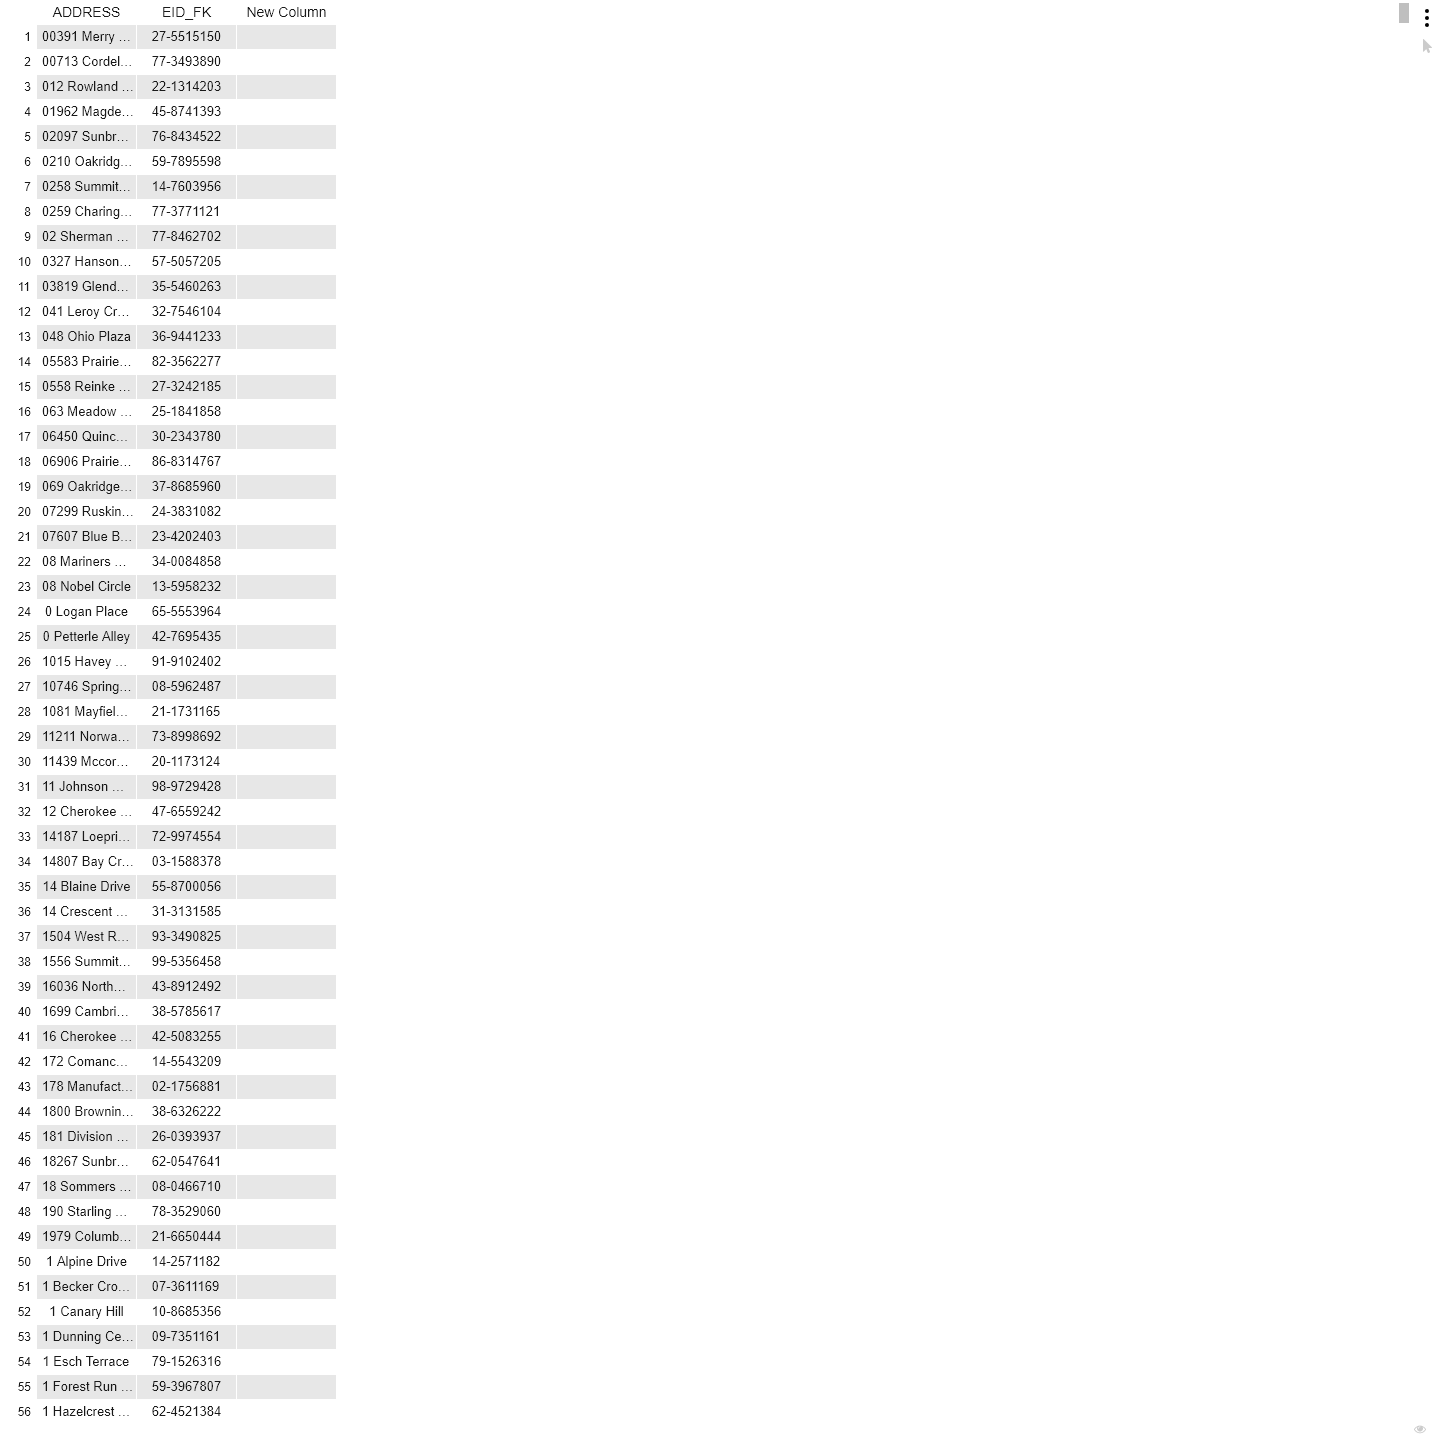 ADDRESS EID_FK New Column
1 00391 Merry ... 27-5515150
2 00713 Cordel... 77-3493890
3 012 Rowland ... 22-1314203
4 01962 Magde... 45-8741393
5 02097 Sunbr... 76-8434522
6 0210 Oakridg... 59-7895598
7 0258 Summit... 14-7603956
8 0259 Charing... 77-3771121
9 02 Sherman ... 77-8462702
10 0327 Hanson... 57-5057205
11 03819 Glend... 35-5460263
12 041 Leroy Cr... 32-7546104
13 048 Ohio Plaza 36-9441233
14 05583 Prairie... 82-3562277
15 0558 Reinke ... 27-3242185
16 063 Meadow ... 25-1841858
17 06450 Quinc... 30-2343780
18 06906 Prairie... 86-8314767
19 069 Oakridge... 37-8685960
20 07299 Ruskin... 24-3831082
21 07607 Blue B... 23-4202403
22 08 Mariners ... 34-0084858
23 08 Nobel Circle 13-5958232
24 0 Logan Place 65-5553964
25 0 Petterle Alley 42-7695435
26 1015 Havey ... 91-9102402
27 10746 Spring... 08-5962487
28 1081 Mayfiel... 21-1731165
29 11211 Norwa... 73-8998692
30 11439 Mccor... 20-1173124
31 11 Johnson ... 98-9729428
32 12 Cherokee ... 47-6559242
33 14187 Loepri... 72-9974554
34 14807 Bay Cr... 03-1588378
35 14 Blaine Drive 55-8700056
36 14 Crescent ... 31-3131585
37 1504 West R... 93-3490825
38 1556 Summit... 99-5356458
39 16036 North... 43-8912492
40 1699 Cambri... 38-5785617
41 16 Cherokee ... 42-5083255
42 172 Comanc... 14-5543209
43 178 Manufact... 02-1756881
44 1800 Brownin... 38-6326222
45 181 Division ... 26-0393937
46 18267 Sunbr... 62-0547641
47 18 Sommers ... 08-0466710
48 190 Starling ... 78-3529060
49 1979 Columb... 21-6650444
50 1 Alpine Drive 14-2571182
51 1 Becker Cro... 07-3611169
52 1 Canary Hill 10-8685356
53 1 Dunning Ce... 09-7351161
54 1 Esch Terrace 79-1526316
55 1 Forest Run ... 59-3967807
56 1 Hazelcrest ... 62-4521384